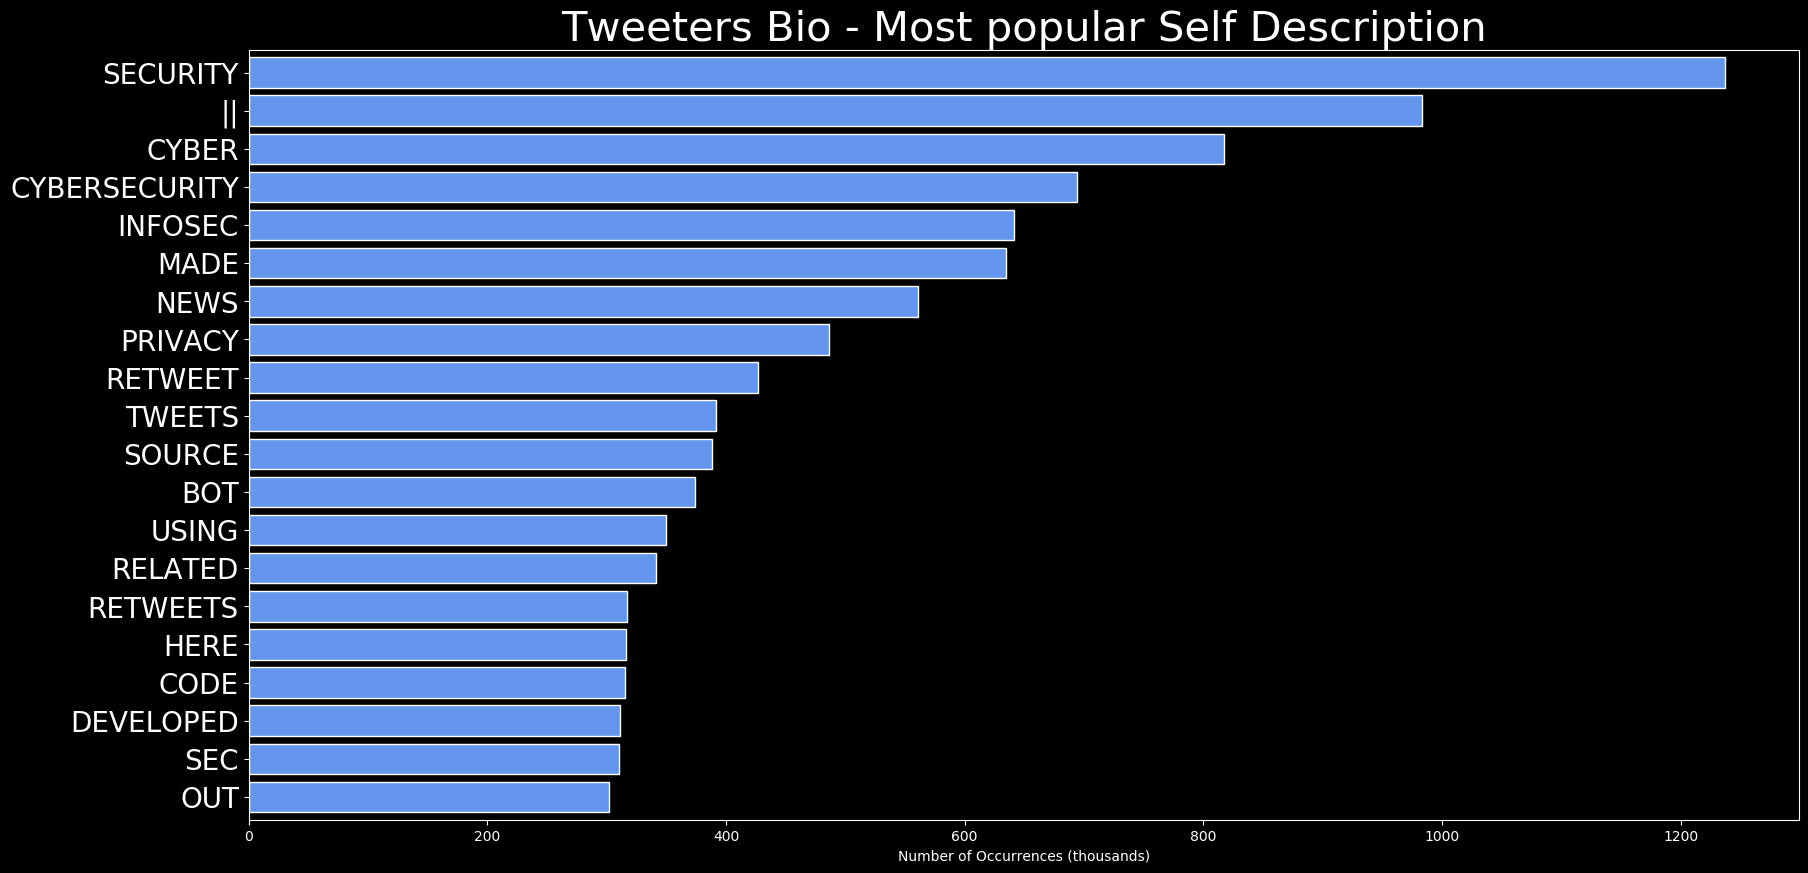 Tweeters Bio - Most popular Self Description
SECURITY
||
CYBER
CYBERSECURITY
INFOSEC
MADE
NEWS
PRIVACY
RETWEET
TWEETS
SOURCE
BOT
USING
RELATED
RETWEETS
HERE
CODE
DEVELOPED
SEC
OUT
0 200 400 600 800 1000 1200
Number of Occurrences (thousands)